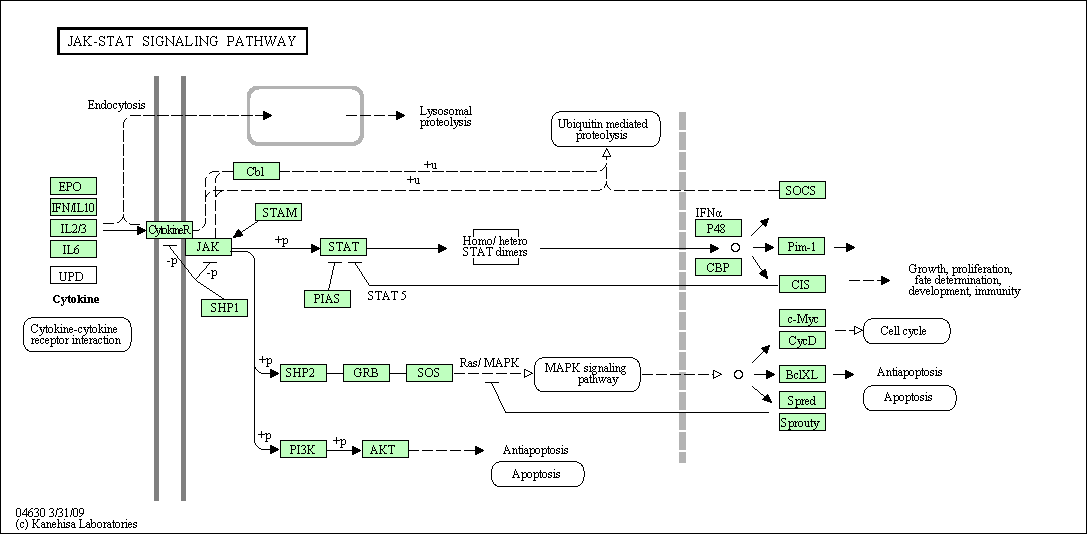 JAK-STAT SIGNALING PATHWAY
Endocytosis
Lysosomal
proteolysis
Ubiquitin mediated
proteolysis
Cbl
+u
+u
SOCS
EPO
IFN/IL10
IL2/3
IL6
UPD
Cytokine
Cytokine-cytokine
receptor interaction
CytokineR
JAK
STAM
-p
-p
SHP1
+p
STAT
PIAS
STAT 5
Homo/ hetero
STAT dimers
IFNα
P48
CBP
Pim-1
CIS
Growth, proliferation,
fate determination,
development, immunity
c-Myc
CycD
Cell cycle
+p
SHP2
GRB
SOS
Ras/ MAPK
MAPK signaling
pathway
BclXL
Antiapoptosis
Spred
Apoptosis
Sprouty
+p
PI3K
+p
AKT
Antiapoptosis
Apoptosis
04630 3/31/09
(c) Kanehisa Laboratories